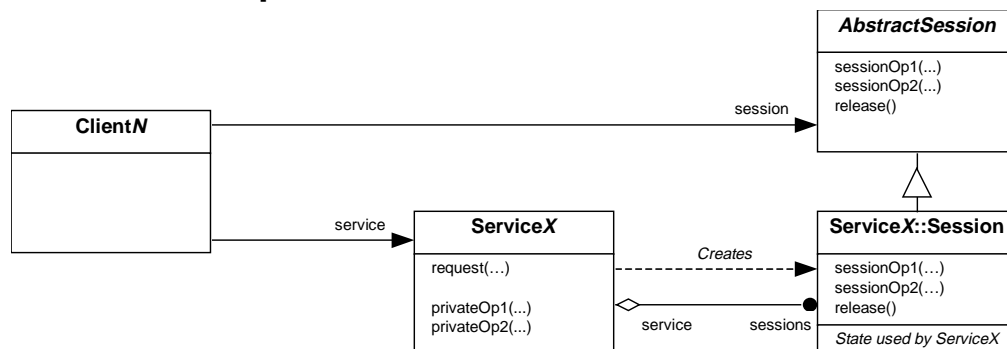 AbstractSession
sessionOp1(...)
sessionOp2(...)
release()
session
ClientN
service
ServiceX
request(…)
privateOp1(...)
privateOp2(...)
Creates
service
sessions
ServiceX::Session
sessionOp1(…)
sessionOp2(…)
release()
State used by ServiceX